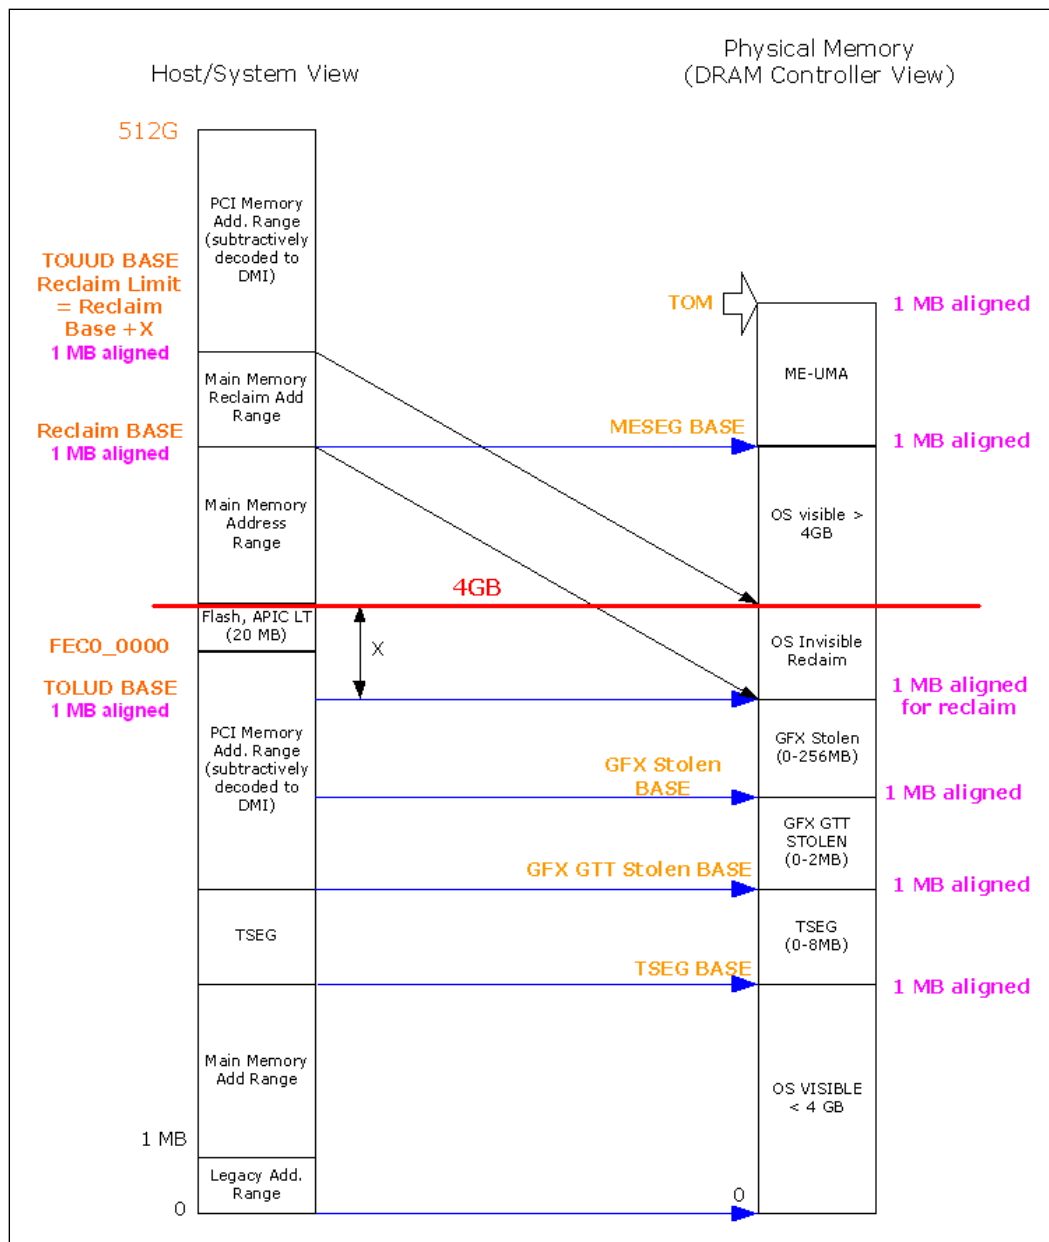 Physical Memory
(DRAM Controller View)
Host/System View
512G
PCI Memory
Add. Range
(subtractively
decoded to
DMI)
TOUUD BASE
Reclaim Limit
= Reclaim
Base +X
1 MB aligned
TOM
1 MB aligned
Main Memory
Reclaim Add
Range
ME-UMA
Reclaim BASE
1 MB aligned
MESEG BASE
1 MB aligned
Main Memory
Address
Range
OS visible >
4GB
4GB
Flash, APIC LT
(20 MB)
FEC0_0000
X
OS Invisible
Reclaim
TOLUD BASE
1 MB aligned
1 MB aligned
for reclaim
PCI Memory
Add. Range
(subtractively
decoded to
DMI)
GFX Stolen
(0-256MB)
GFX Stolen
BASE
1 MB aligned
GFX GTT
STOLEN
(0-2MB)
GFX GTT Stolen BASE
1 MB aligned
TSEG
TSEG
(0-8MB)
TSEG BASE
1 MB aligned
Main Memory
Add Range
OS VISIBLE
< 4 GB
1 MB
Legacy Add.
Range
0
0